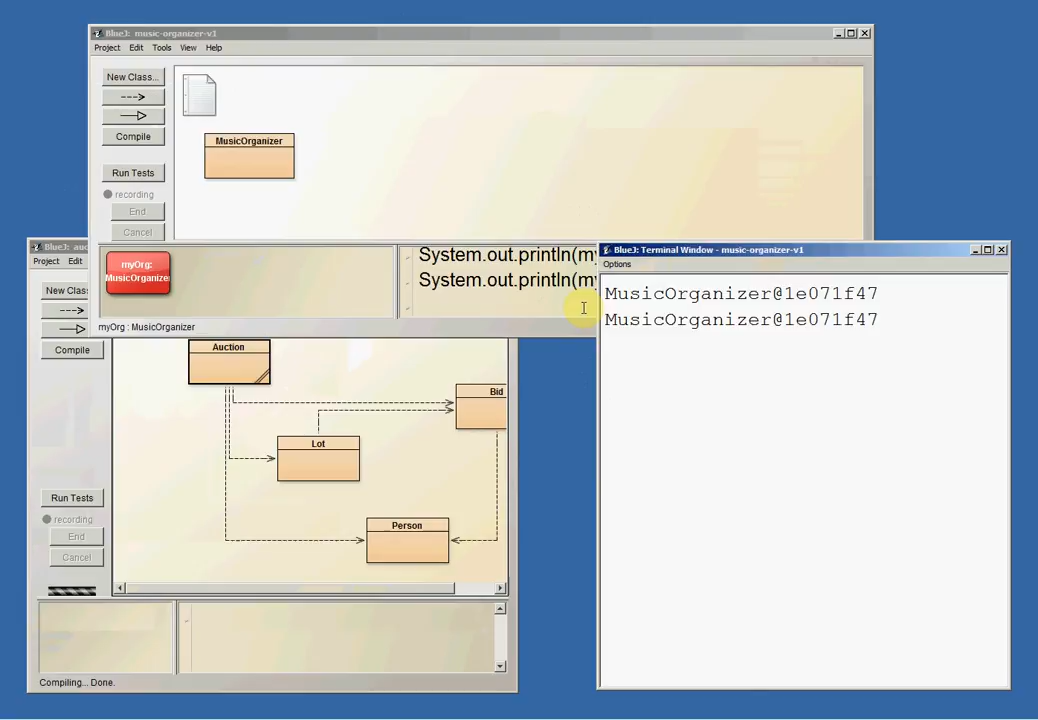 BlueJ: music-organizer-v1
Project Edit Tools View Help
New Class...
Compile
Run Tests
recording
End
Cancel
MusicOrganizer
myOrg:
MusicOrganizer
System.out.println(my
System.out.println(my
myOrg : MusicOrganizer
BlueJ: Terminal Window - music-organizer-v1
Options
MusicOrganizer@1e071f47
MusicOrganizer@1e071f47
BlueJ: auc
Project Edit
New Clas
Compile
Run Tests
recording
End
Cancel
Auction
Bid
Lot
Person
Compiling... Done.